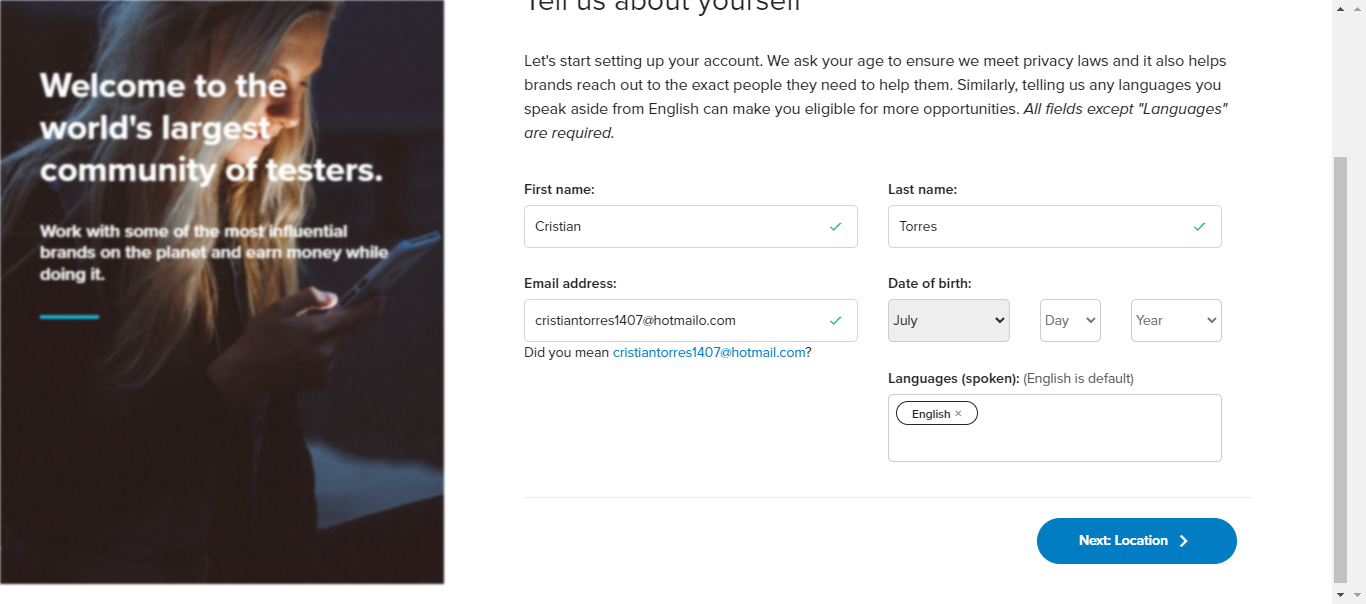 Welcome to the
world's largest
community of testers.
Work with some of the most influential
brands on the planet and earn money while
doing it.
Tell us about yourself
Let's start setting up your account. We ask your age to ensure we meet privacy laws and it also helps
brands reach out to the exact people they need to help them. Similarly, telling us any languages you
speak aside from English can make you eligible for more opportunities. All fields except "Languages"
are required.
First name:
Last name:
Cristian
Torres
Email address:
Date of birth:
cristiantorres1407@hotmailo.com
July
Day
Year
Did you mean cristiantorres1407@hotmail.com?
Languages (spoken): (English is default)
English ×
Next: Location